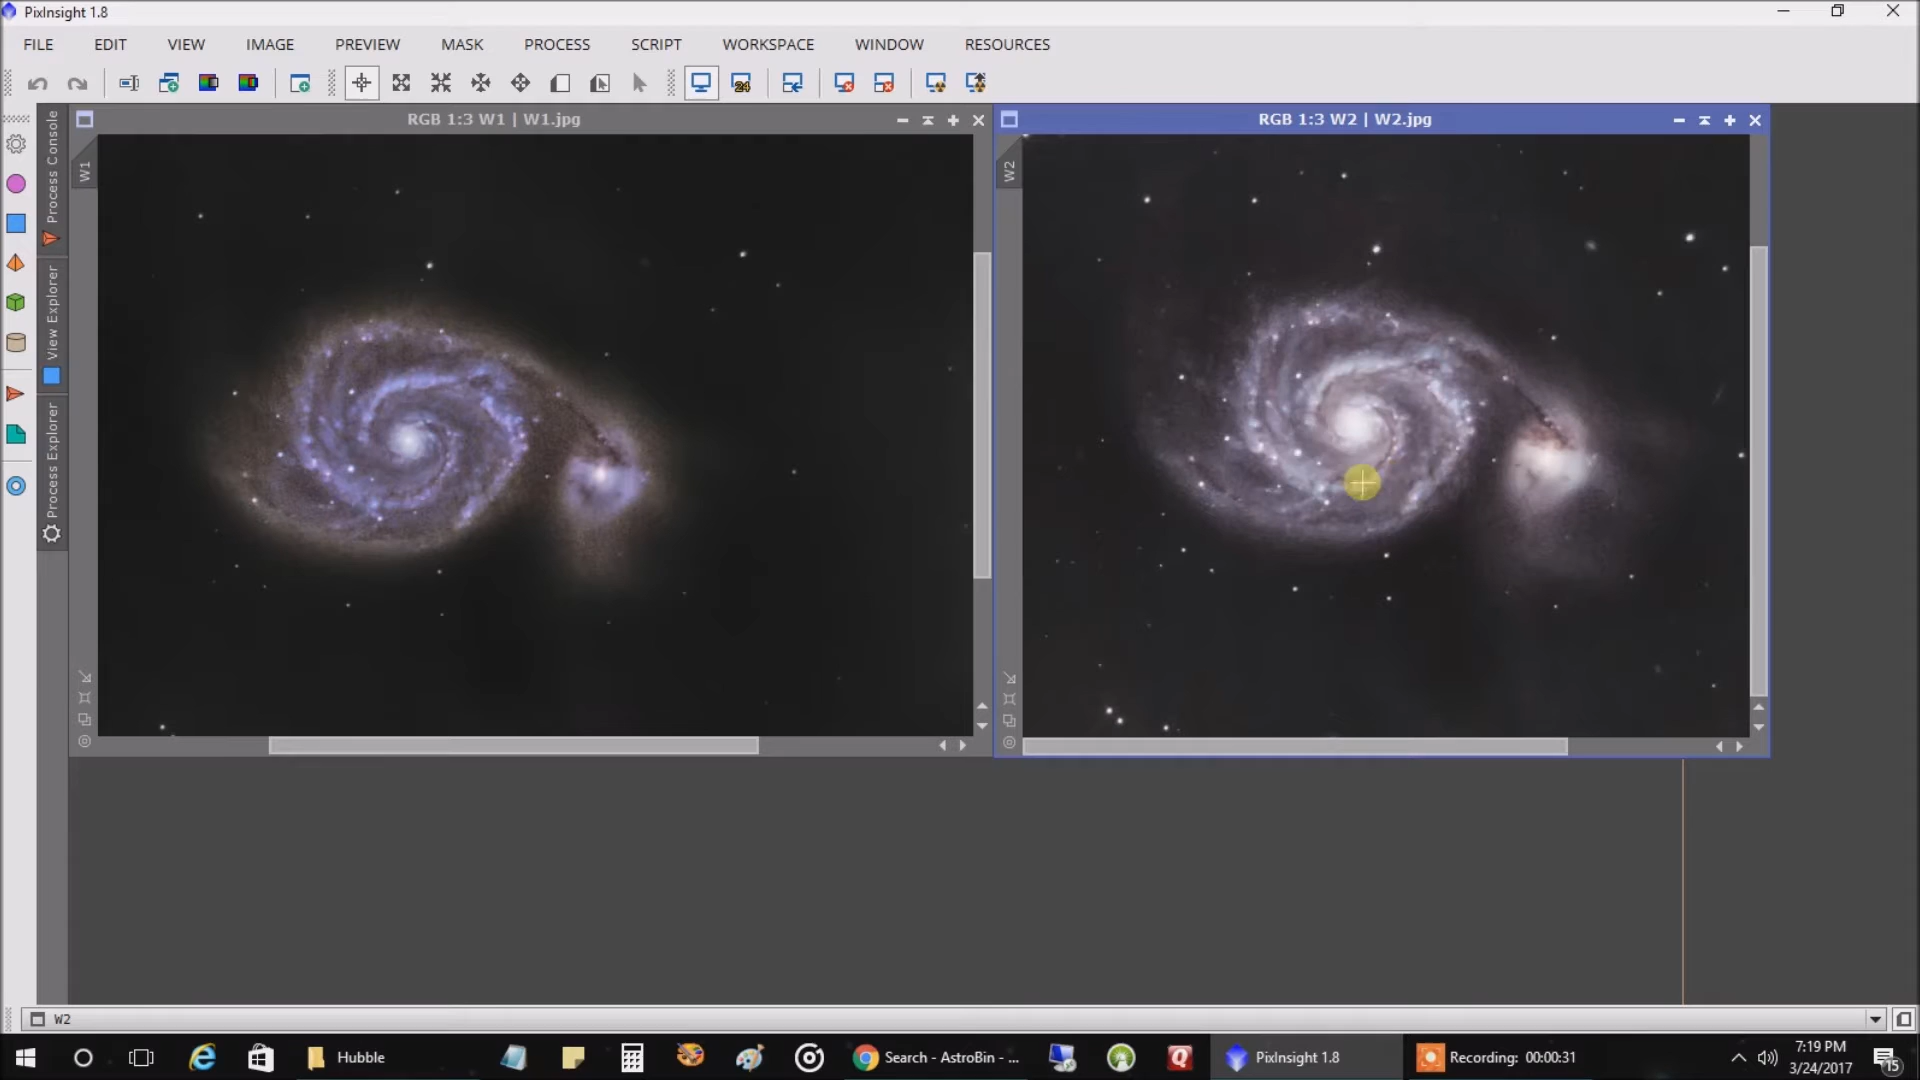 PixInsight 1.8
FILE EDIT VIEW IMAGE PREVIEW MASK PROCESS SCRIPT WORKSPACE WINDOW RESOURCES
24
Process Console
View Explorer
Process Explorer
RGB 1:3 W1 | W1.jpg
W1
RGB 1:3 W2 | W2.jpg
W2
W2
Hubble
Search - AstroBin - ...
Q
PixInsight 1.8
Recording: 00:00:31
7:19 PM
3/24/2017
15